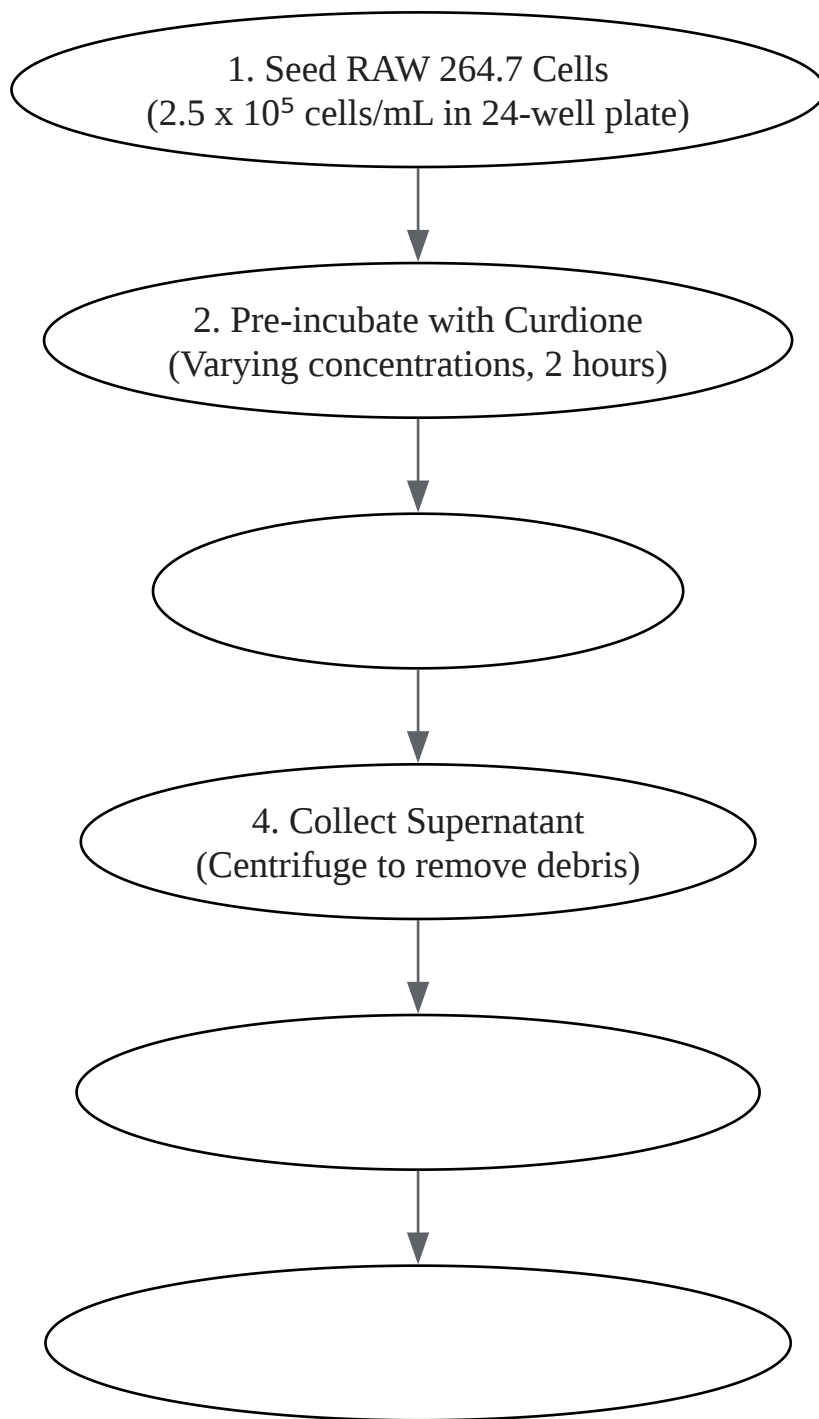 1. Seed RAW 264.7 Cells
(2.5 x 10⁵ cells/mL in 24-well plate)
2. Pre-incubate with Curdione
(Varying concentrations, 2 hours)
4. Collect Supernatant
(Centrifuge to remove debris)